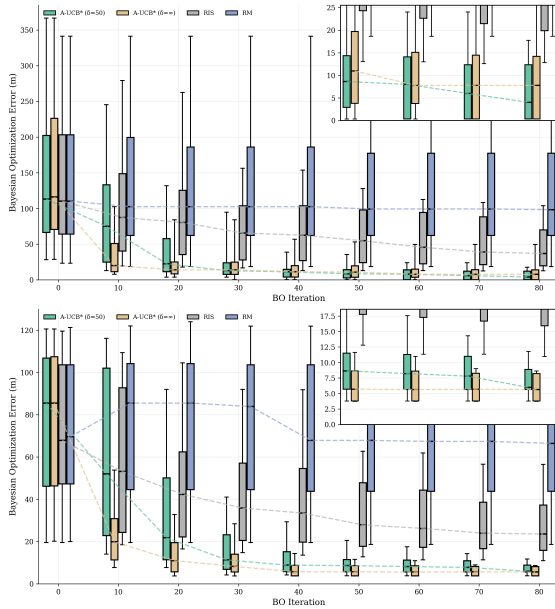 A-UCB* (δ=50) A-UCB* (δ=∞) RIS RM
Bayesian Optimization Error (m)
350
300
250
200
150
100
50
0
25
20
15
10
5
0
50 60 70 80
0 10 20 30 40 50 60 70 80
BO Iteration
A-UCB* (δ=50) A-UCB* (δ=∞) RIS RM
Bayesian Optimization Error (m)
120
100
80
60
40
20
0
17.5
15.0
12.5
10.0
7.5
5.0
2.5
0.0
50 60 70 80
0 10 20 30 40 50 60 70 80
BO Iteration